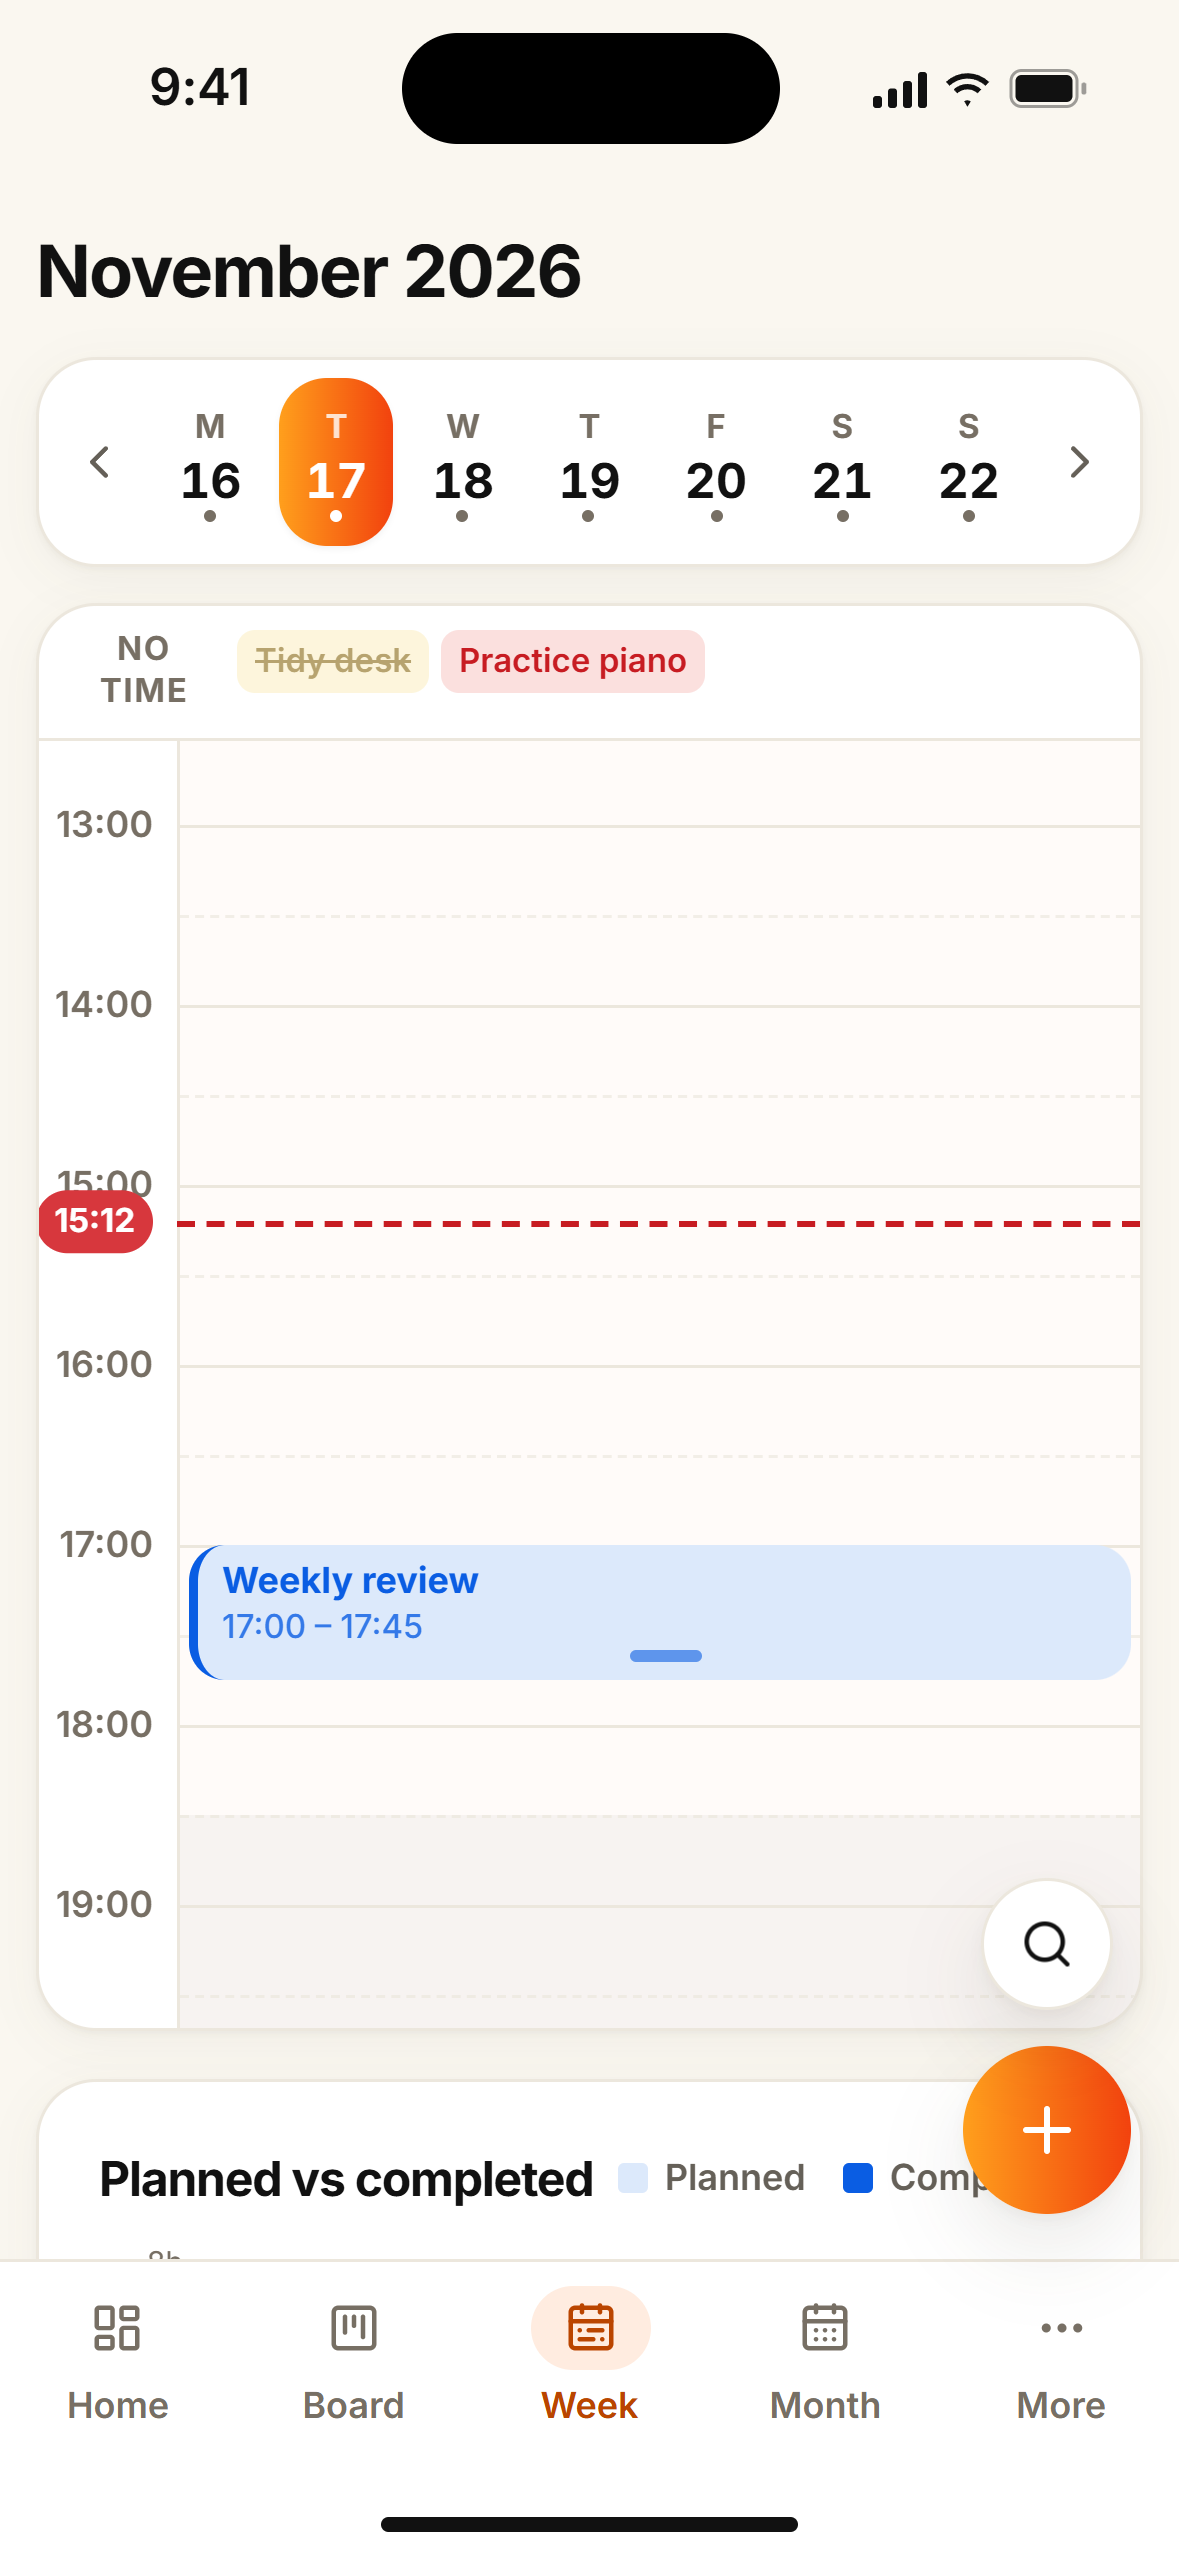 9:41
November 2026
M T W T F S S
16 17 18 19 20 21 22
NO
TIME
Tidy desk
Practice piano
13:00
14:00
15:00
15:12
16:00
17:00
Weekly review
17:00 – 17:45
18:00
19:00
Planned vs completed
Planned
Comp
Home
Board
Week
Month
More